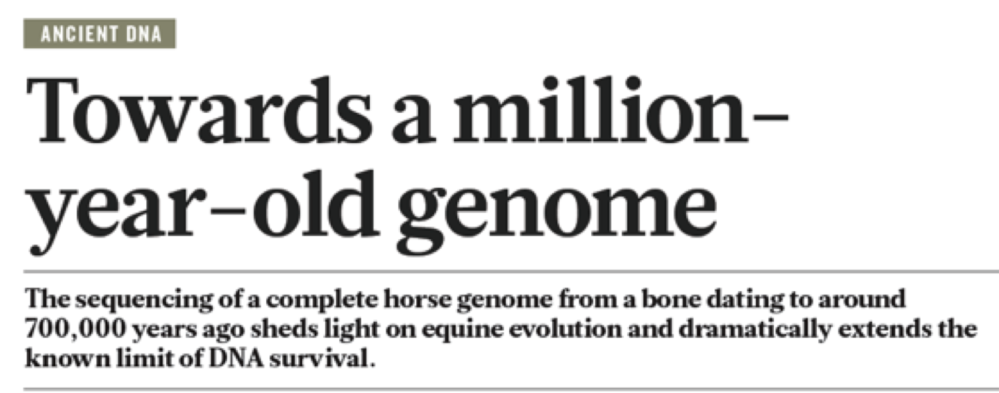 ANCIENT DNA
Towards a million-
year-old genome
The sequencing of a complete horse genome from a bone dating to around
700,000 years ago sheds light on equine evolution and dramatically extends the
known limit of DNA survival.